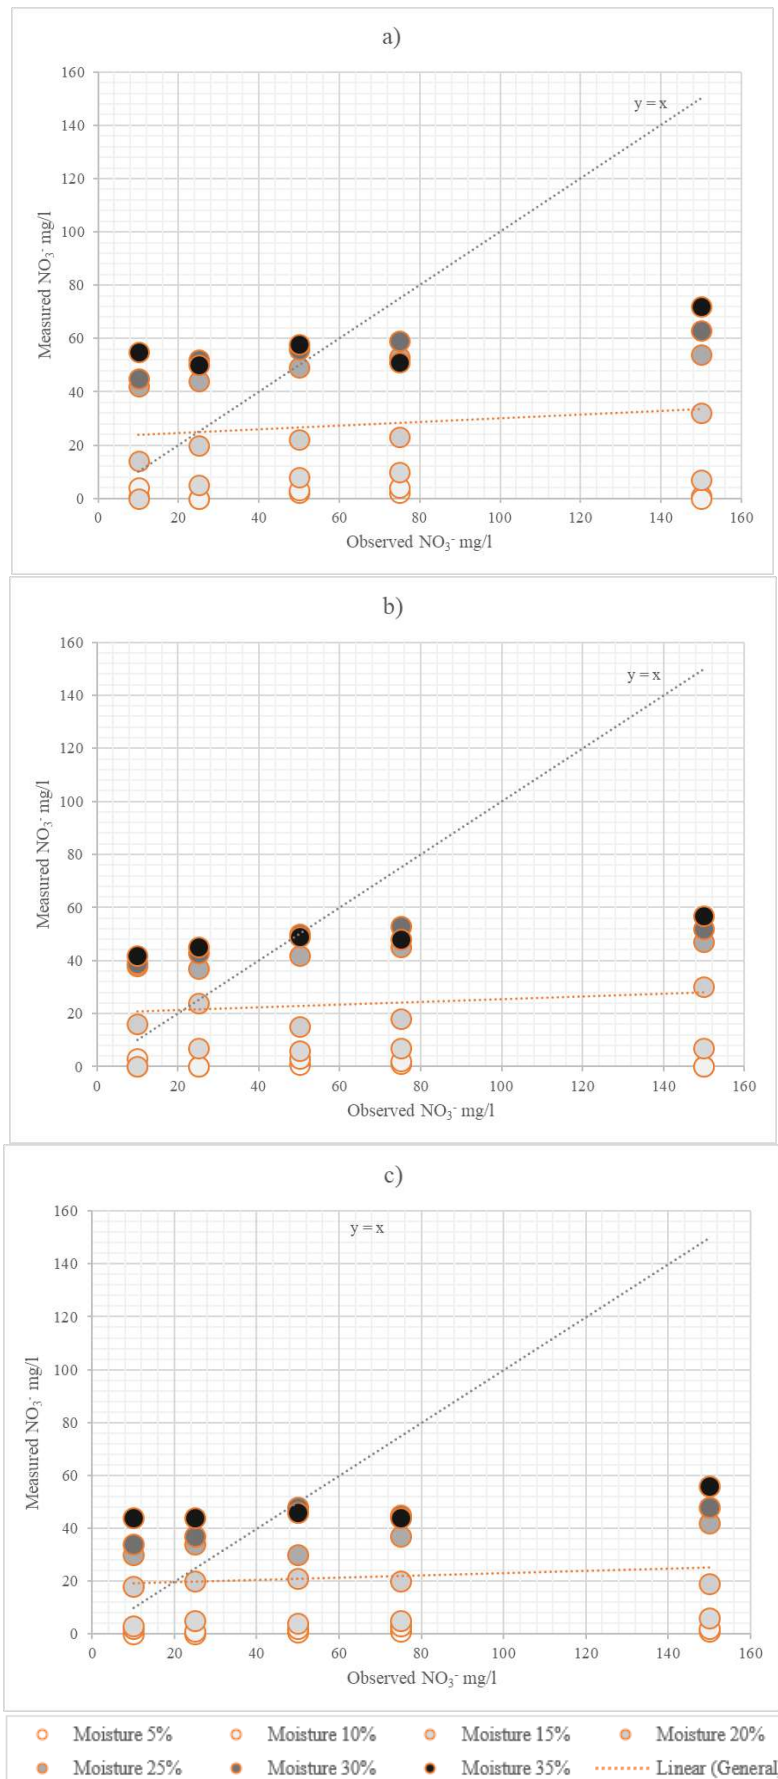 a)
160
140
120
100
80
60
40
20
0
Measured NO₃⁻ mg/l
y = x
0 20 40 60 80 100 120 140 160
Observed NO₃⁻ mg/l
b)
160
140
120
100
80
60
40
20
0
Measured NO₃⁻ mg/l
y = x
0 20 40 60 80 100 120 140 160
Observed NO₃⁻ mg/l
c)
160
140
120
100
80
60
40
20
0
Measured NO₃⁻ mg/l
y = x
0 20 40 60 80 100 120 140 160
Observed NO₃⁻ mg/l
Moisture 5% Moisture 10% Moisture 15% Moisture 20%
Moisture 25% Moisture 30% Moisture 35% Linear (General